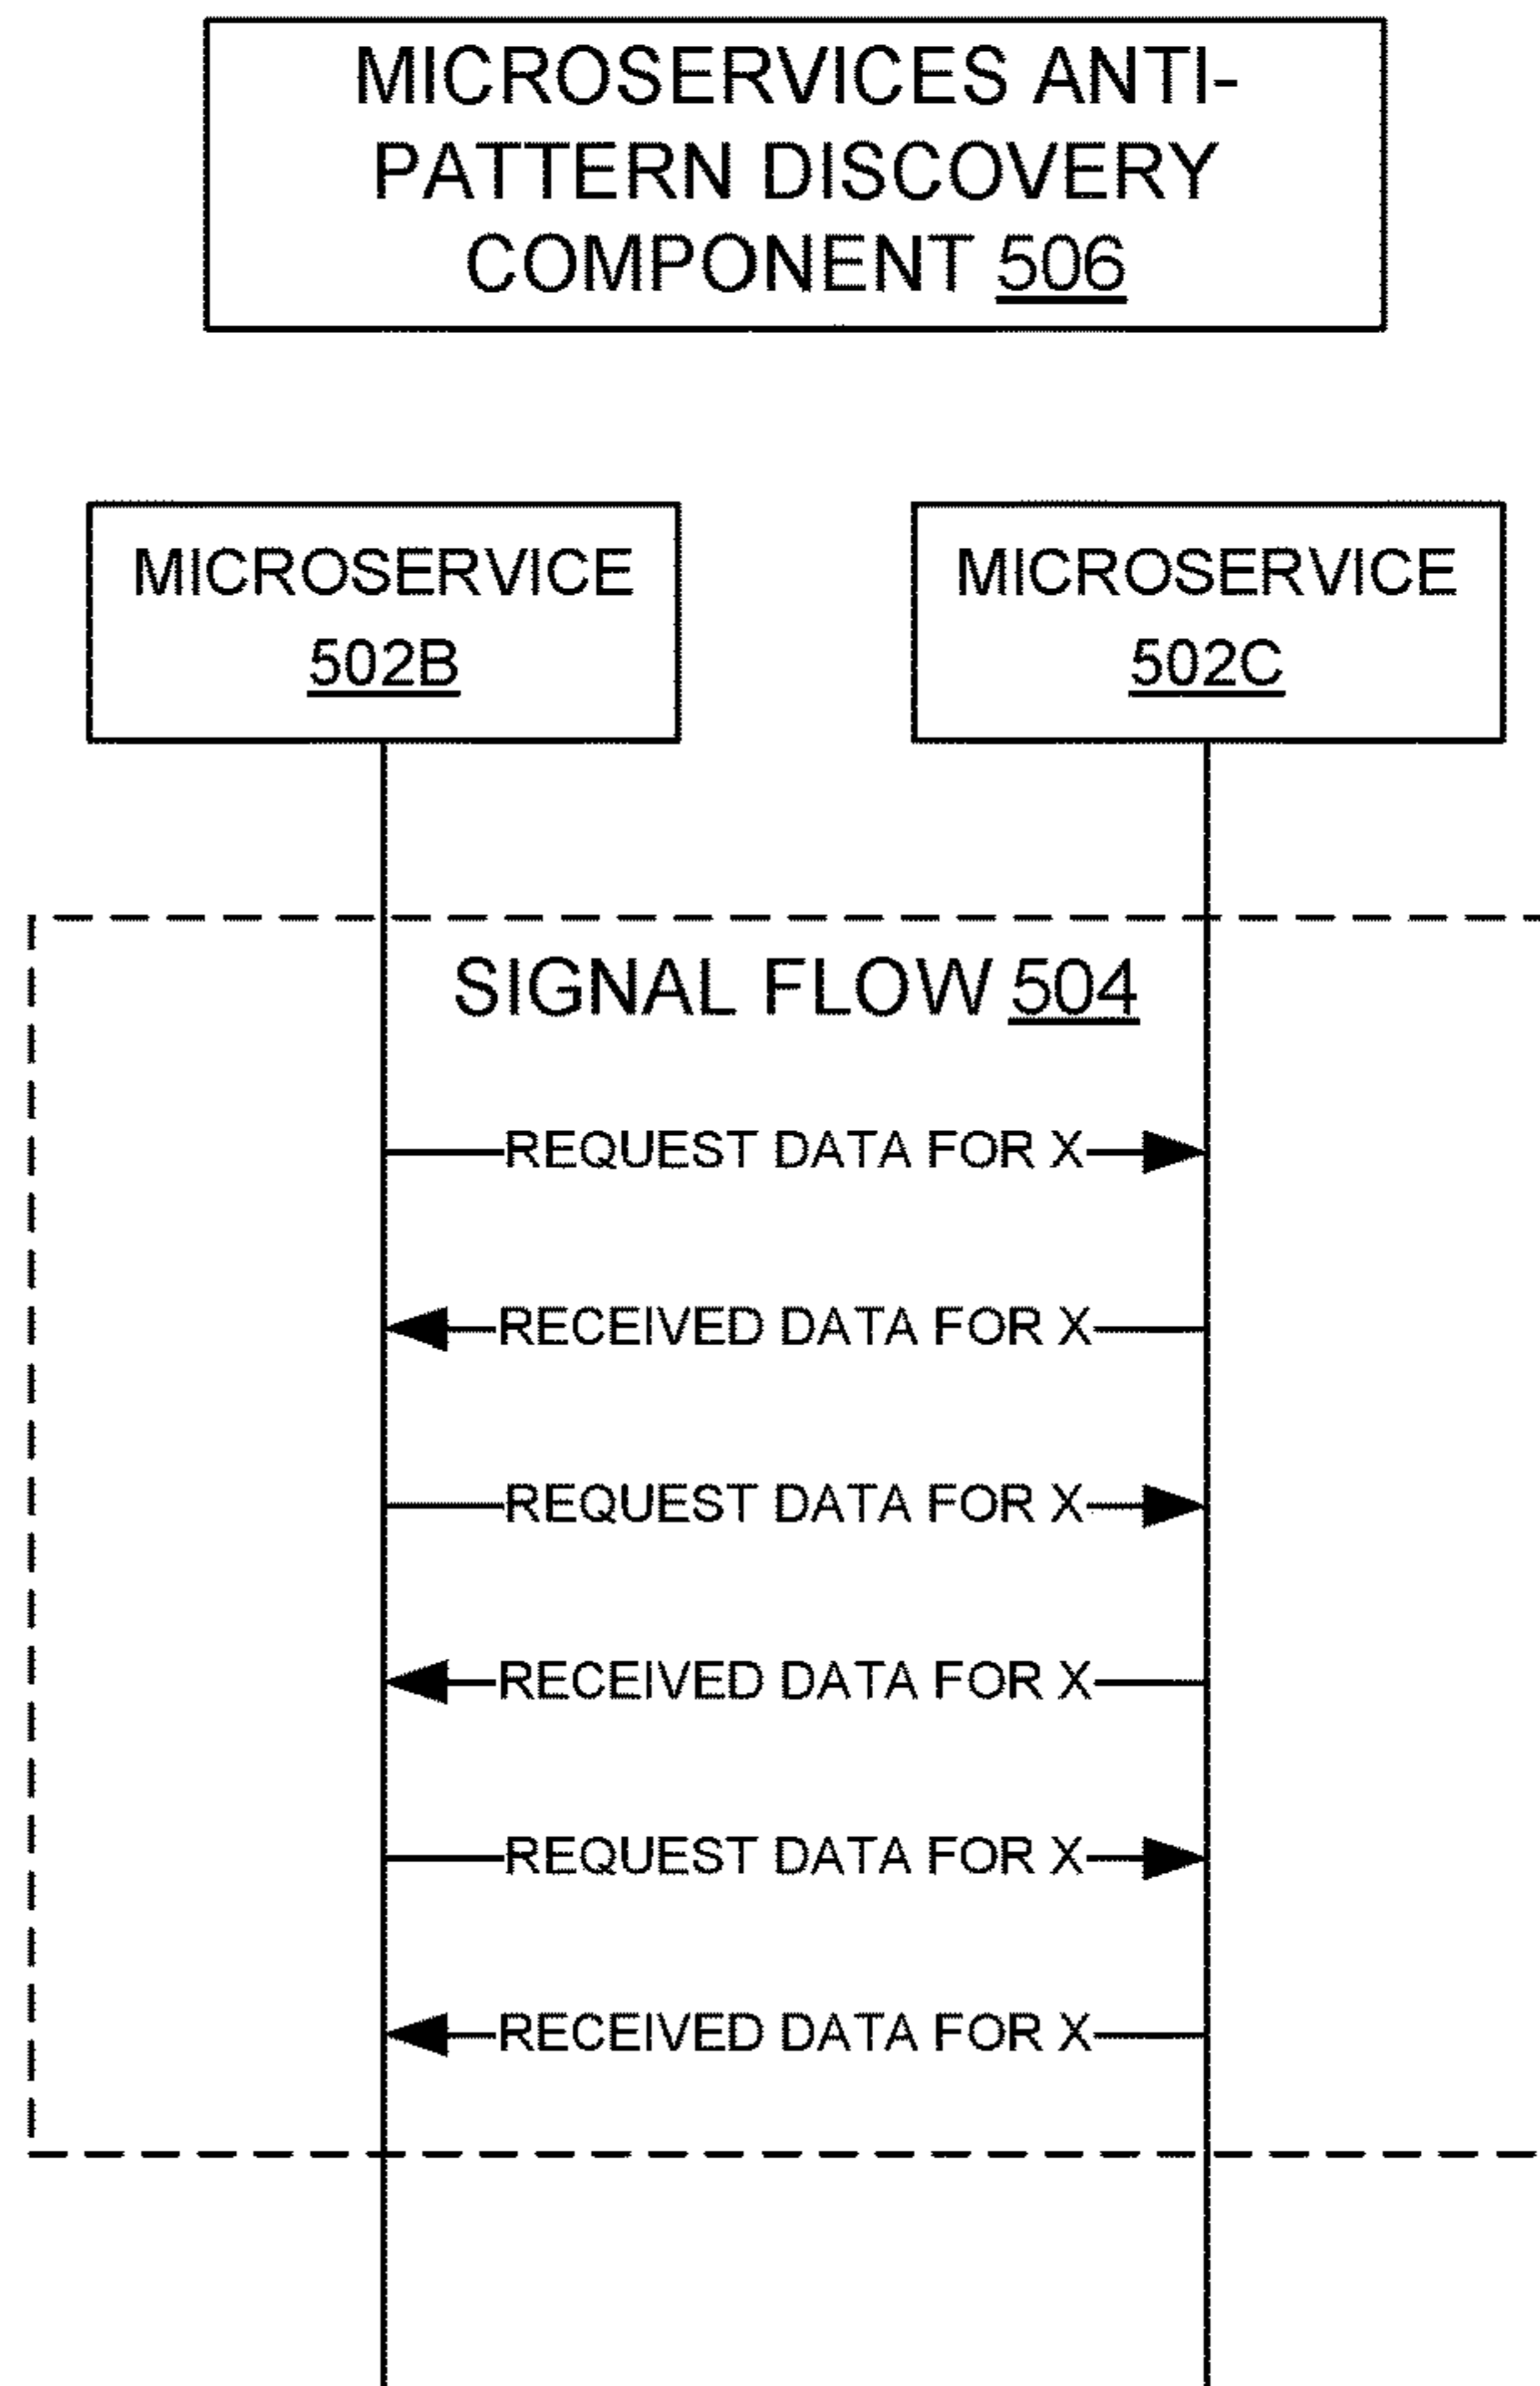 MICROSERVICES ANTI-
PATTERN DISCOVERY
COMPONENT 506
MICROSERVICE
502B
MICROSERVICE
502C
SIGNAL FLOW 504
REQUEST DATA FOR X
RECEIVED DATA FOR X
REQUEST DATA FOR X
RECEIVED DATA FOR X
REQUEST DATA FOR X
RECEIVED DATA FOR X